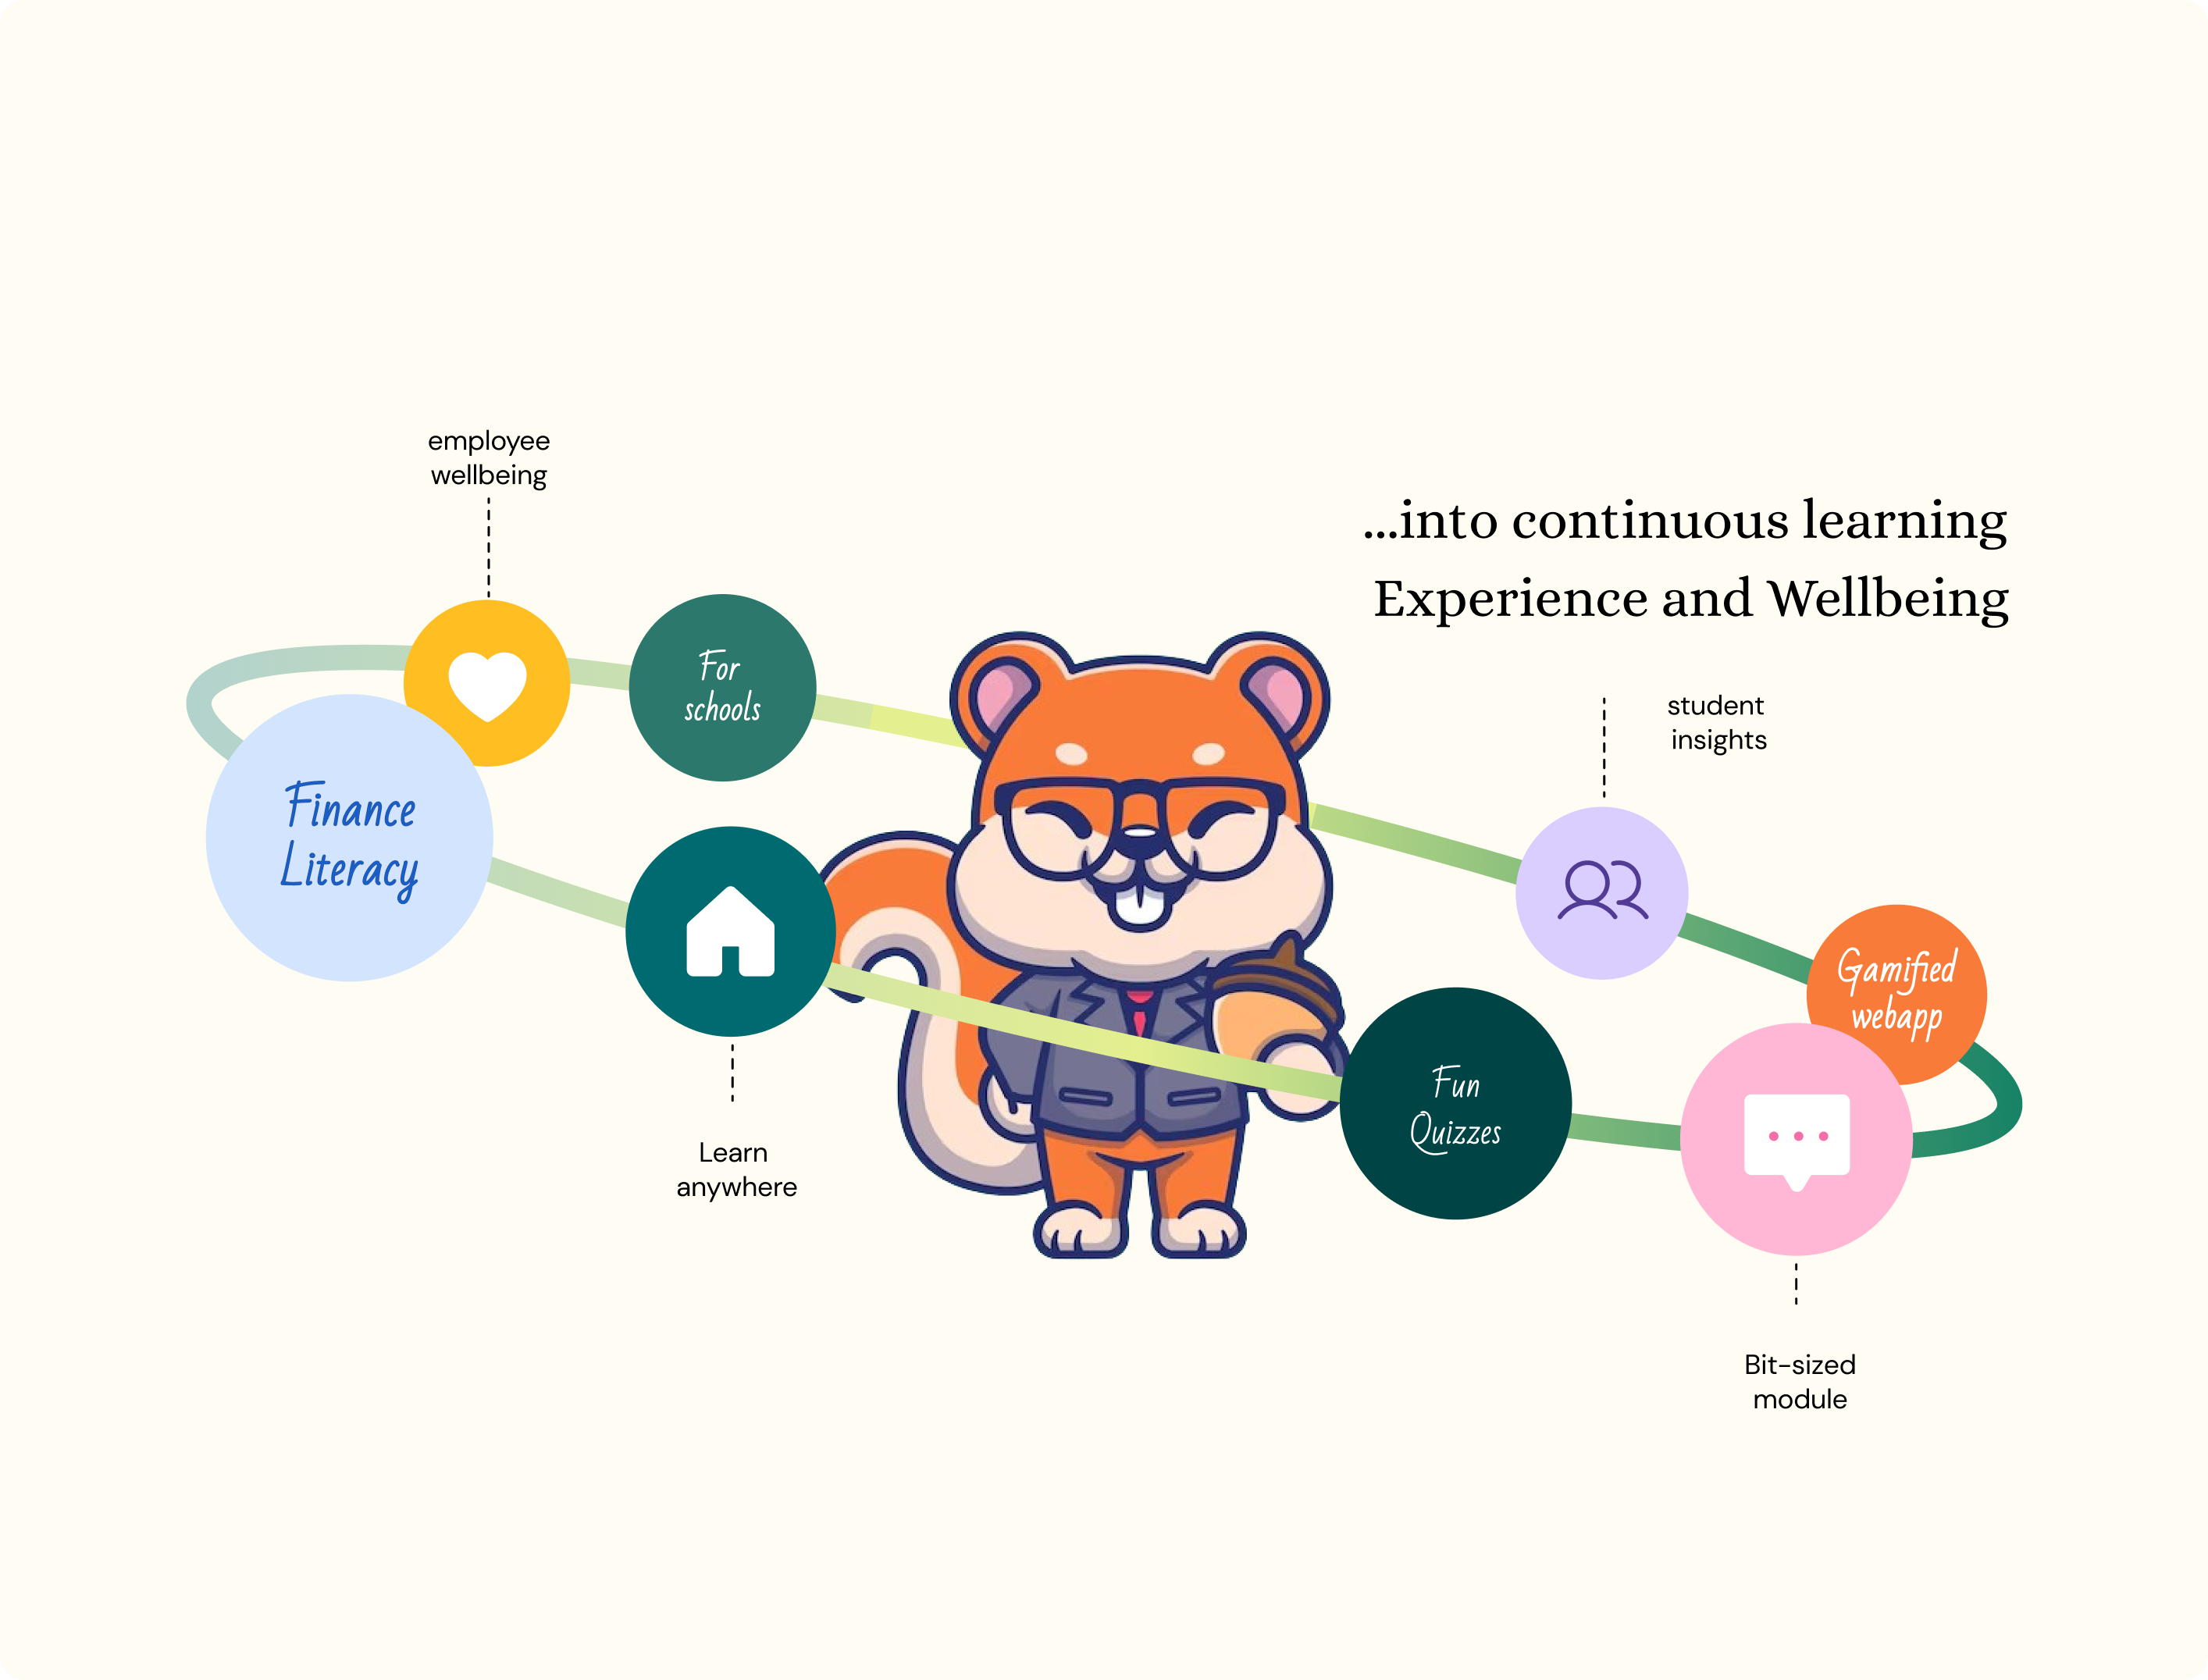 employee
wellbeing
...into continuous learning
Experience and Wellbeing
For
schools
student
insights
Finance
Literacy
Gamified
webapp
Fun
Quizzes
Learn
anywhere
Bit-sized
module